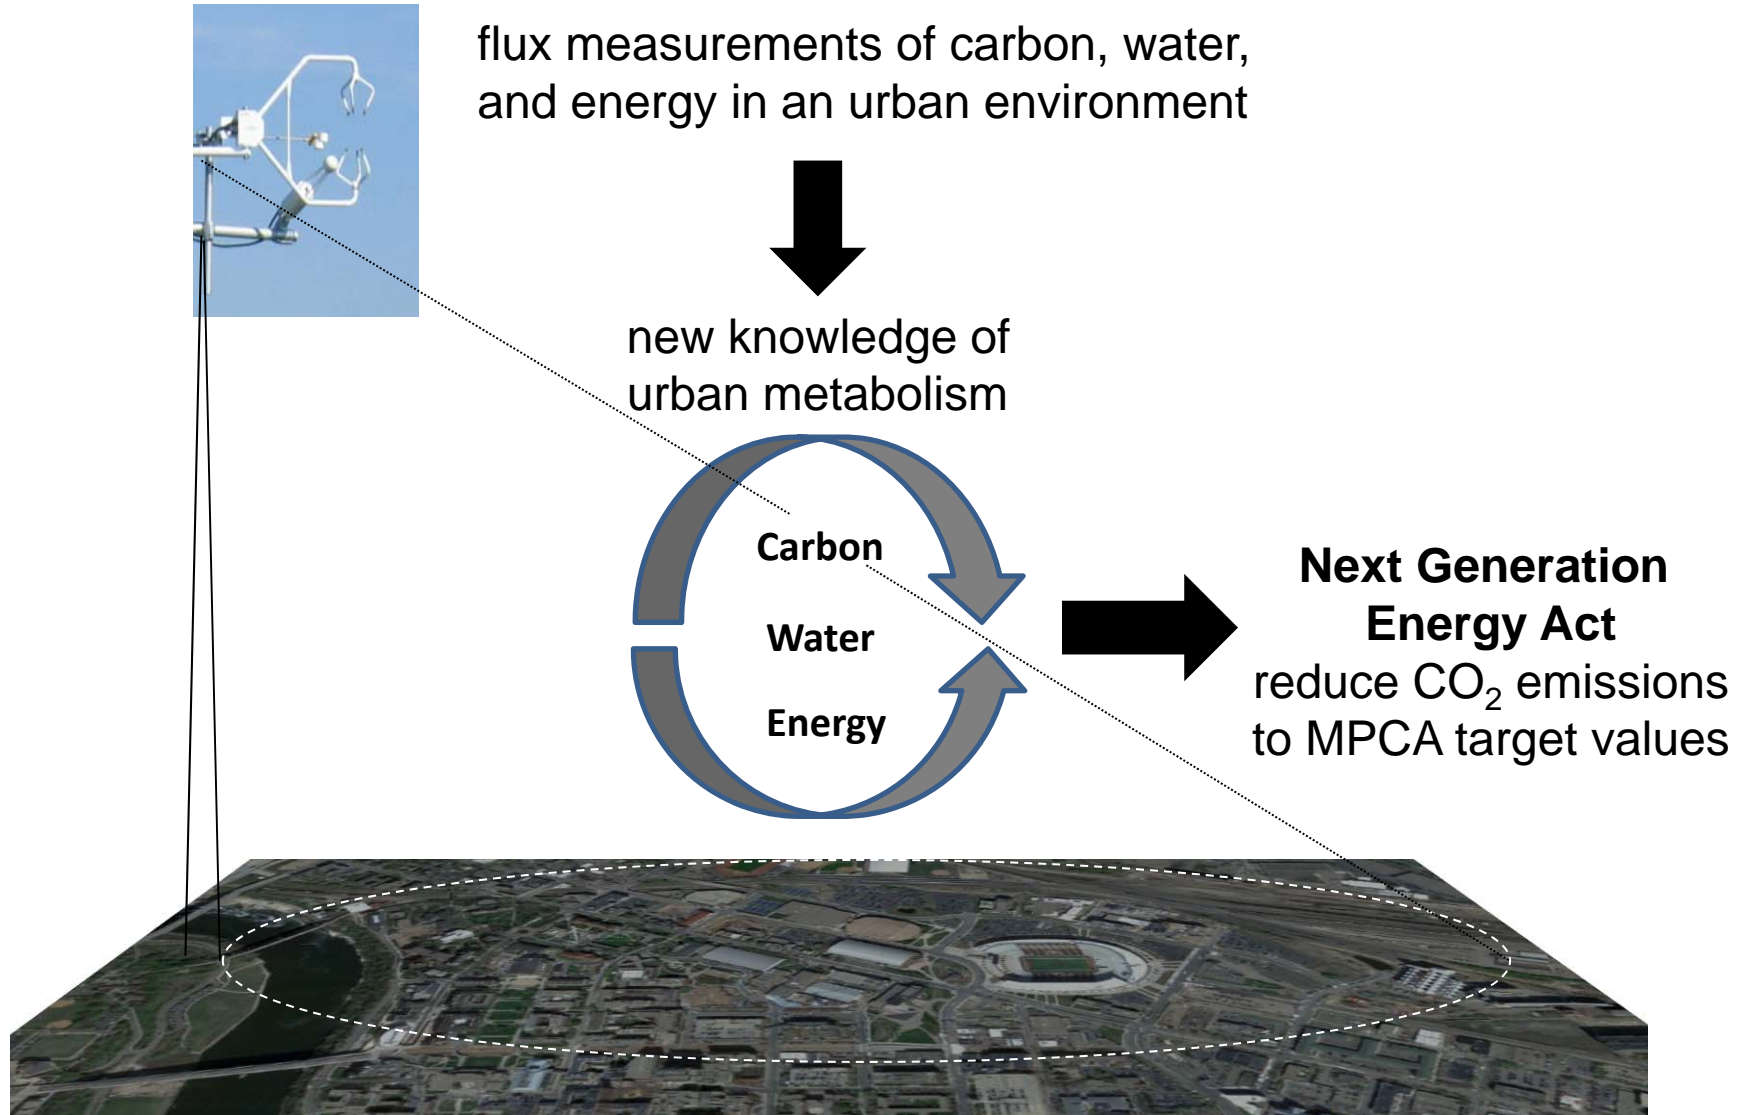 flux measurements of carbon, water,
and energy in an urban environment
new knowledge of
urban metabolism
Carbon
Water
Energy
Next Generation
Energy Act
reduce CO₂ emissions
to MPCA target values